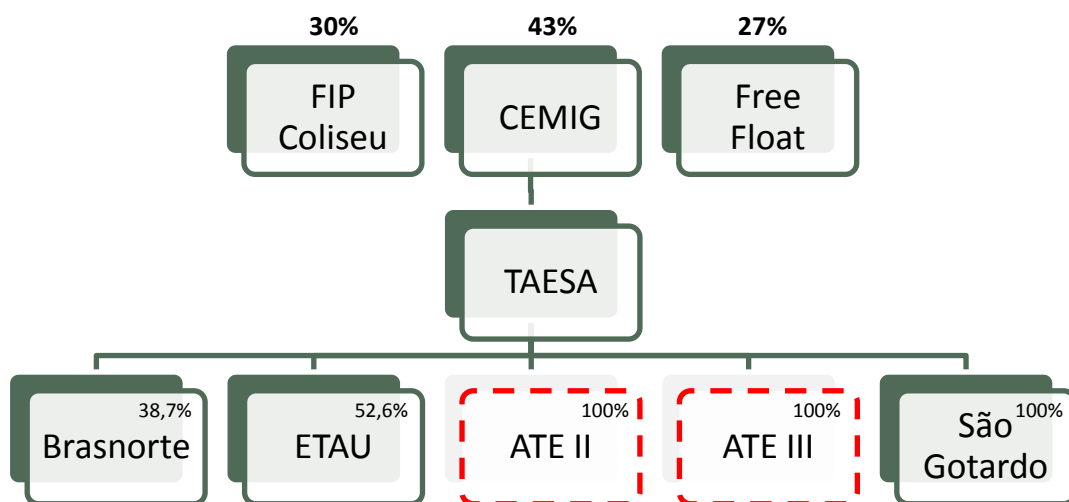 30%
43%
27%
FIP
Coliseu
CEMIG
Free
Float
TAESA
38,7%
Brasnorte
52,6%
ETAU
100%
ATE II
100%
ATE III
100%
São
Gotardo